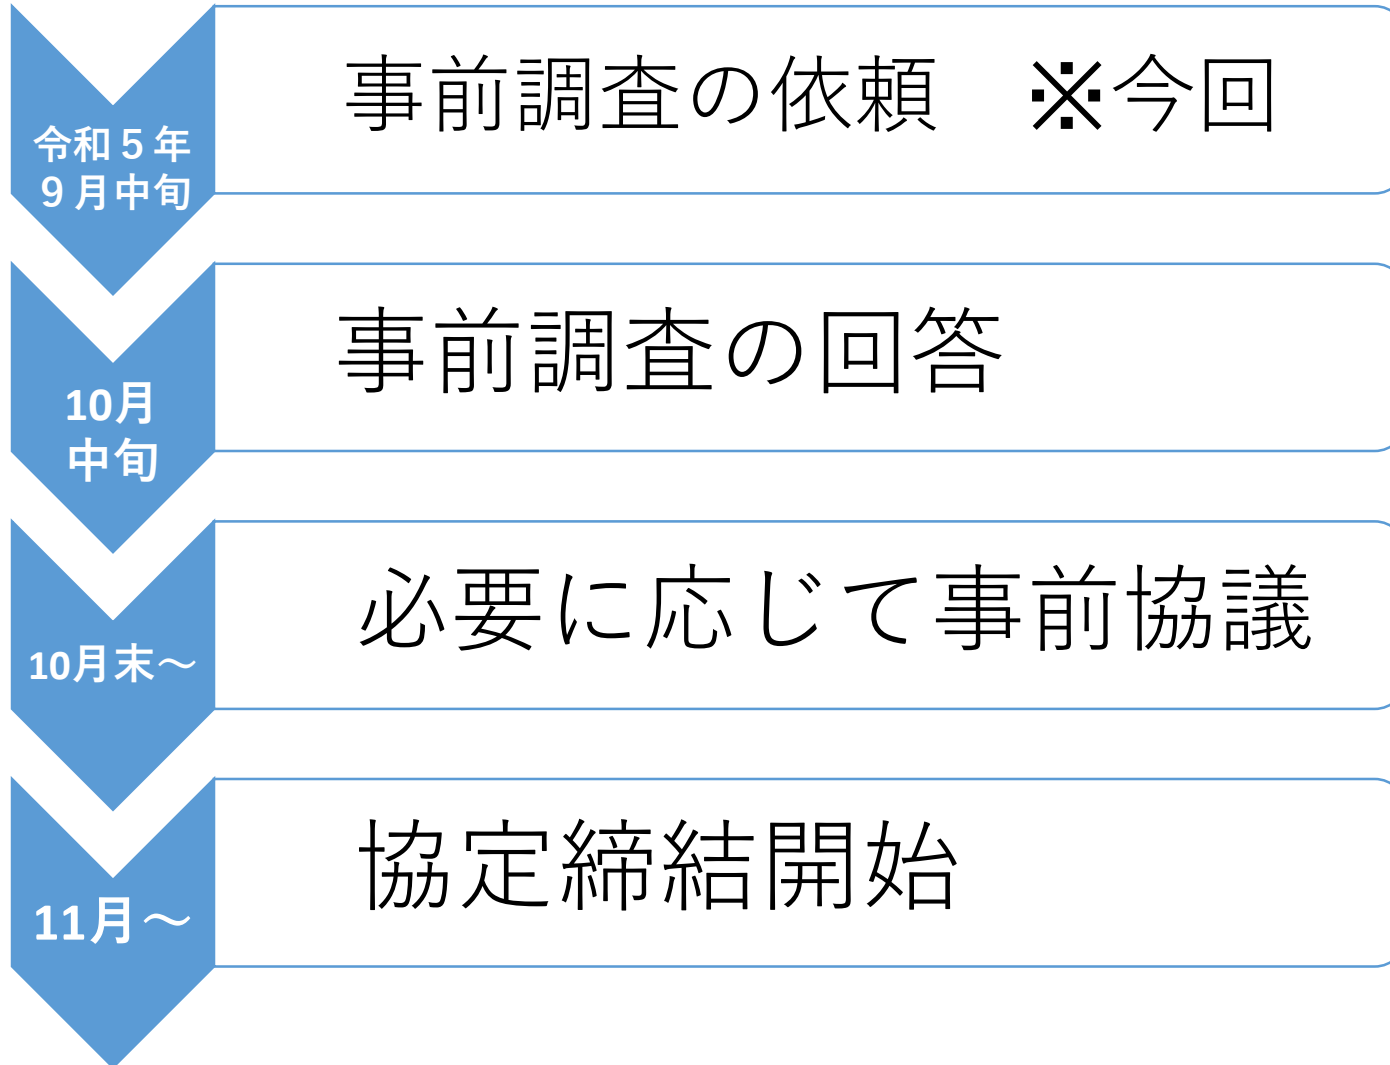 令和５年
９月中旬
事前調査の依頼　※今回
10月
中旬
事前調査の回答
10月末～
必要に応じて事前協議
11月～
協定締結開始